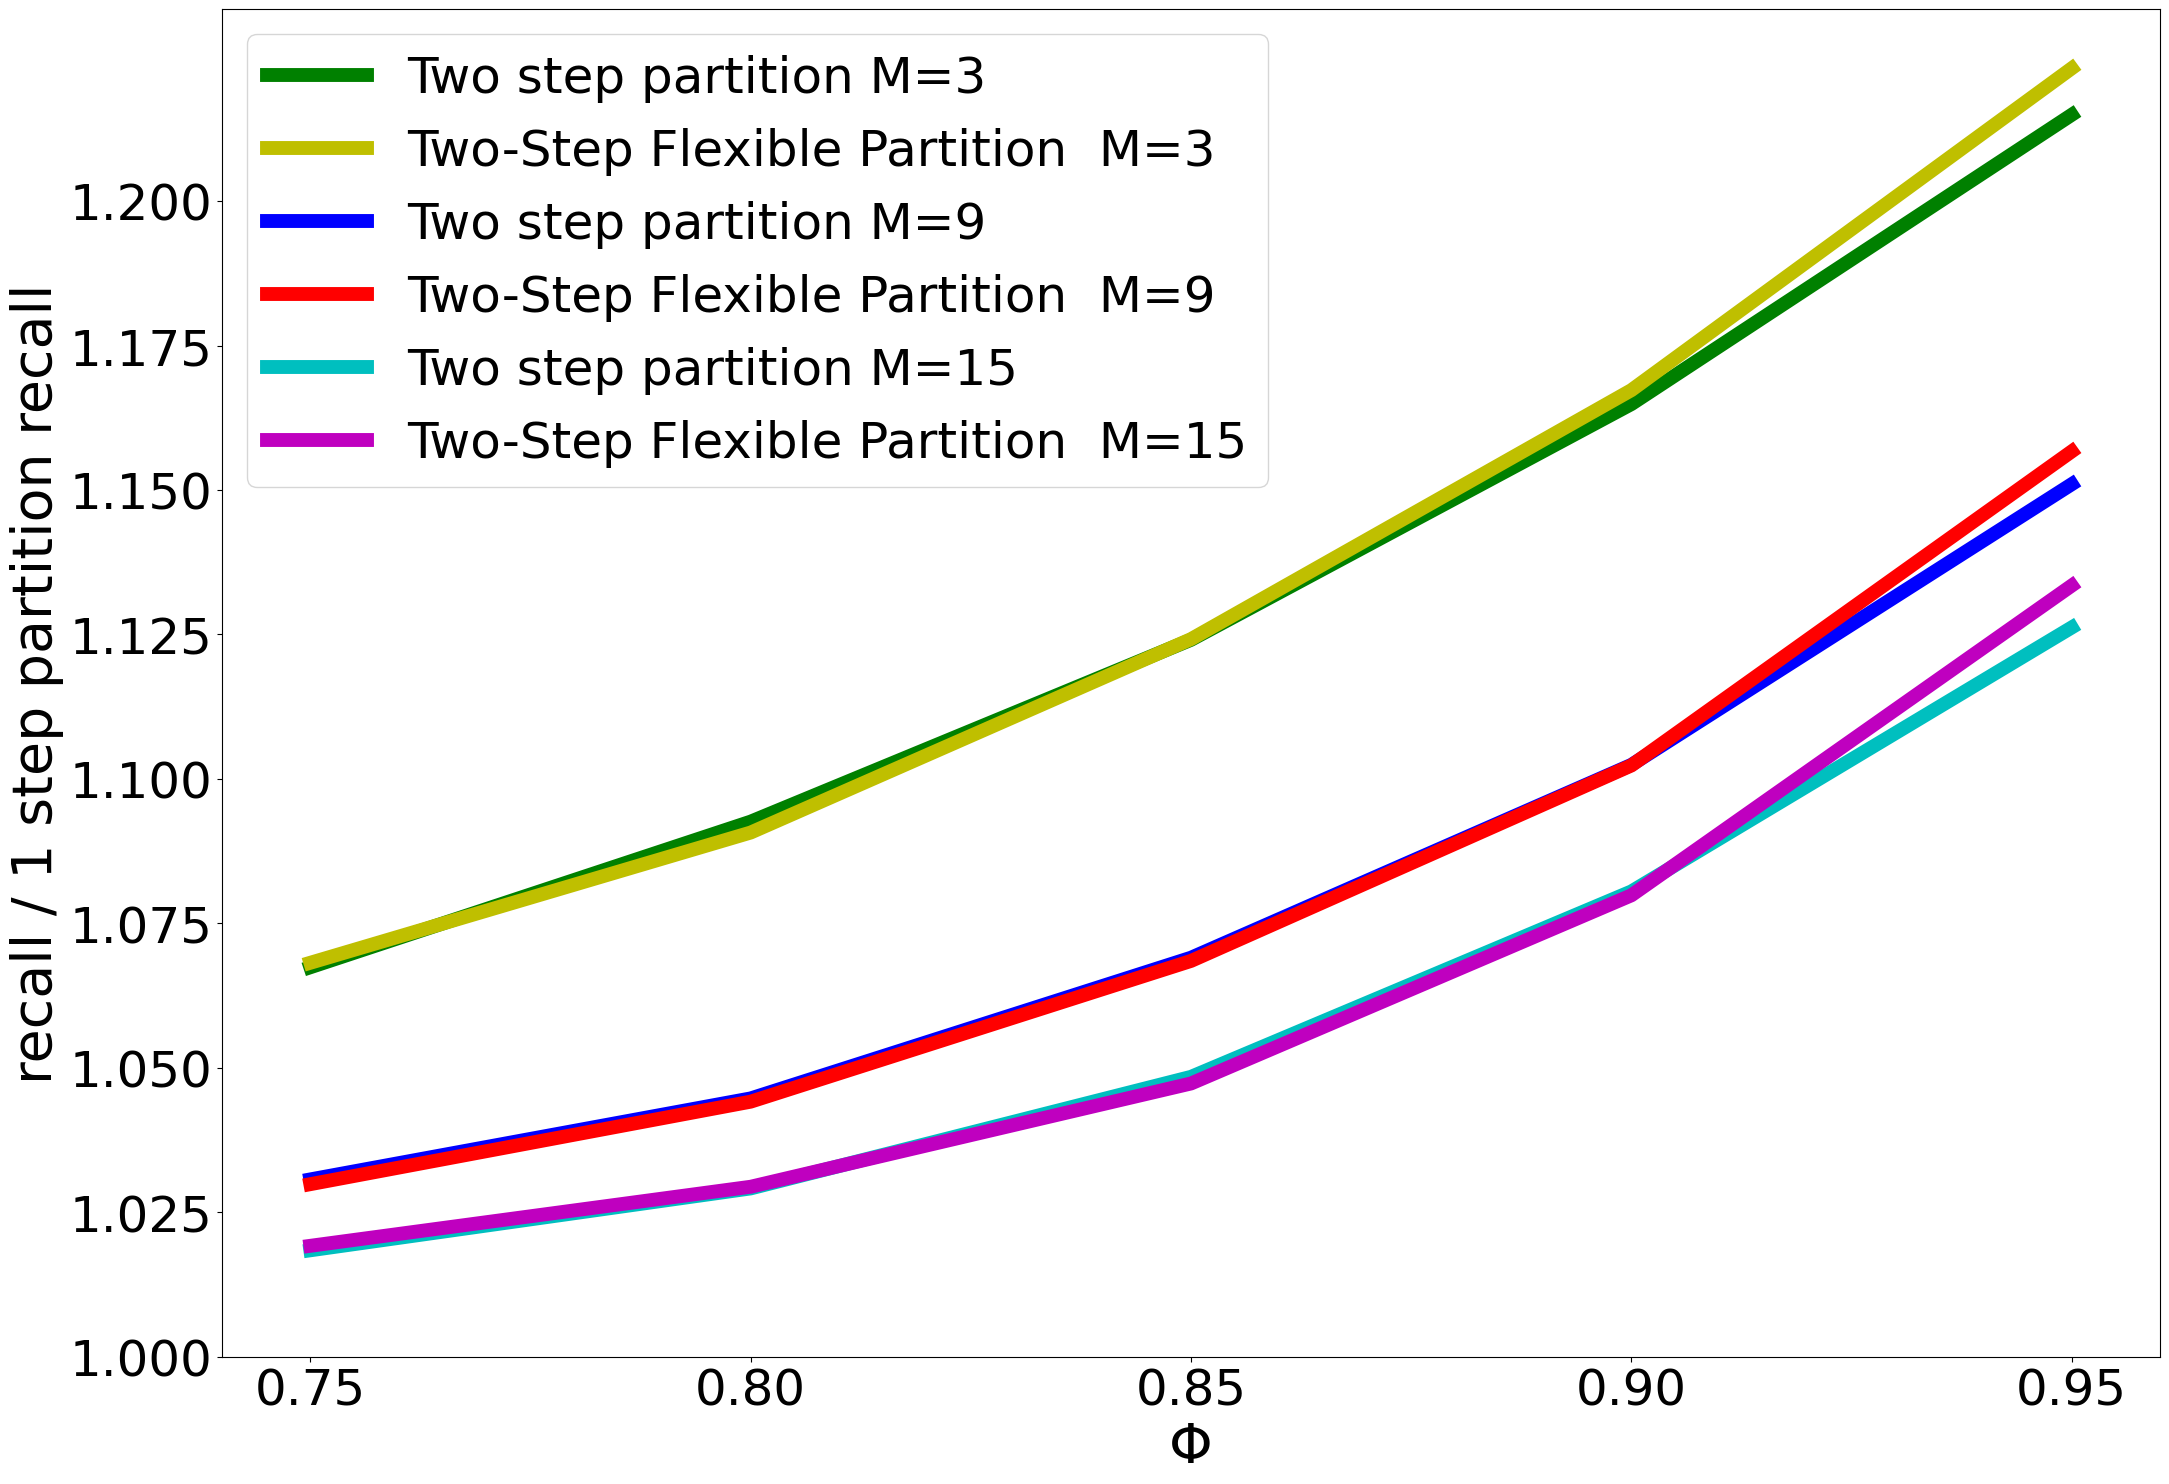 Two step partition M=3
Two-Step Flexible Partition  M=3
Two step partition M=9
Two-Step Flexible Partition  M=9
Two step partition M=15
Two-Step Flexible Partition  M=15
recall / 1 step partition recall
1.200
1.175
1.150
1.125
1.100
1.075
1.050
1.025
1.000
0.75 0.80 0.85 0.90 0.95
Φ